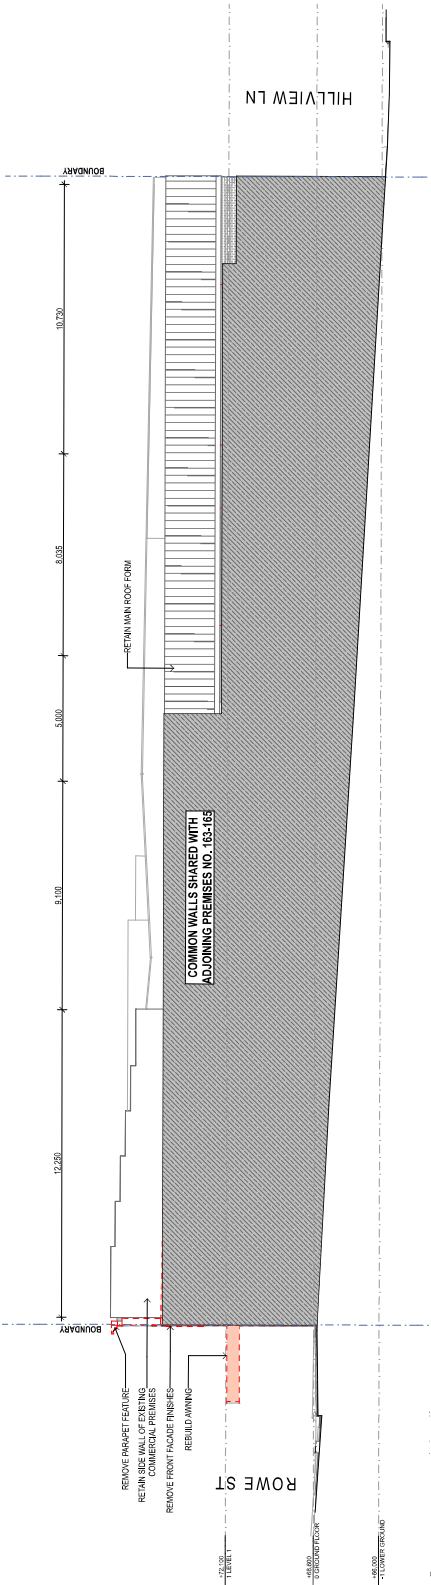 HILLVIEW LN
BOUNDARY
10.730
8.035
5.000
9.100
12.250
RETAIN MAIN ROOF FORM
COMMON WALLS SHARED WITH
ADJOINING PREMISES NO. 163-165
BOUNDARY
REMOVE PARAPET FEATURE
RETAIN SIDE WALL OF EXISTING
COMMERCIAL PREMISES
REMOVE FRONT FACADE FINISHES
REBUILD AWNING
ROWE ST
+72,100
1 LEVEL 1
+68,600
0 GROUND FLOOR
+66,000
-1 LOWER GROUND